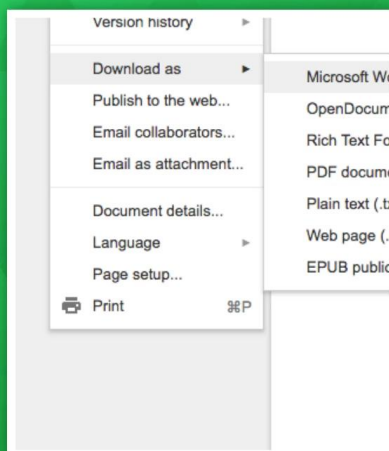 Version history
Download as
Publish to the web...
Email collaborators...
Email as attachment...
Document details...
Language
Page setup...
Print ⌘P
Microsoft W
OpenDocum
Rich Text Fo
PDF docume
Plain text (.t
Web page (.
EPUB public